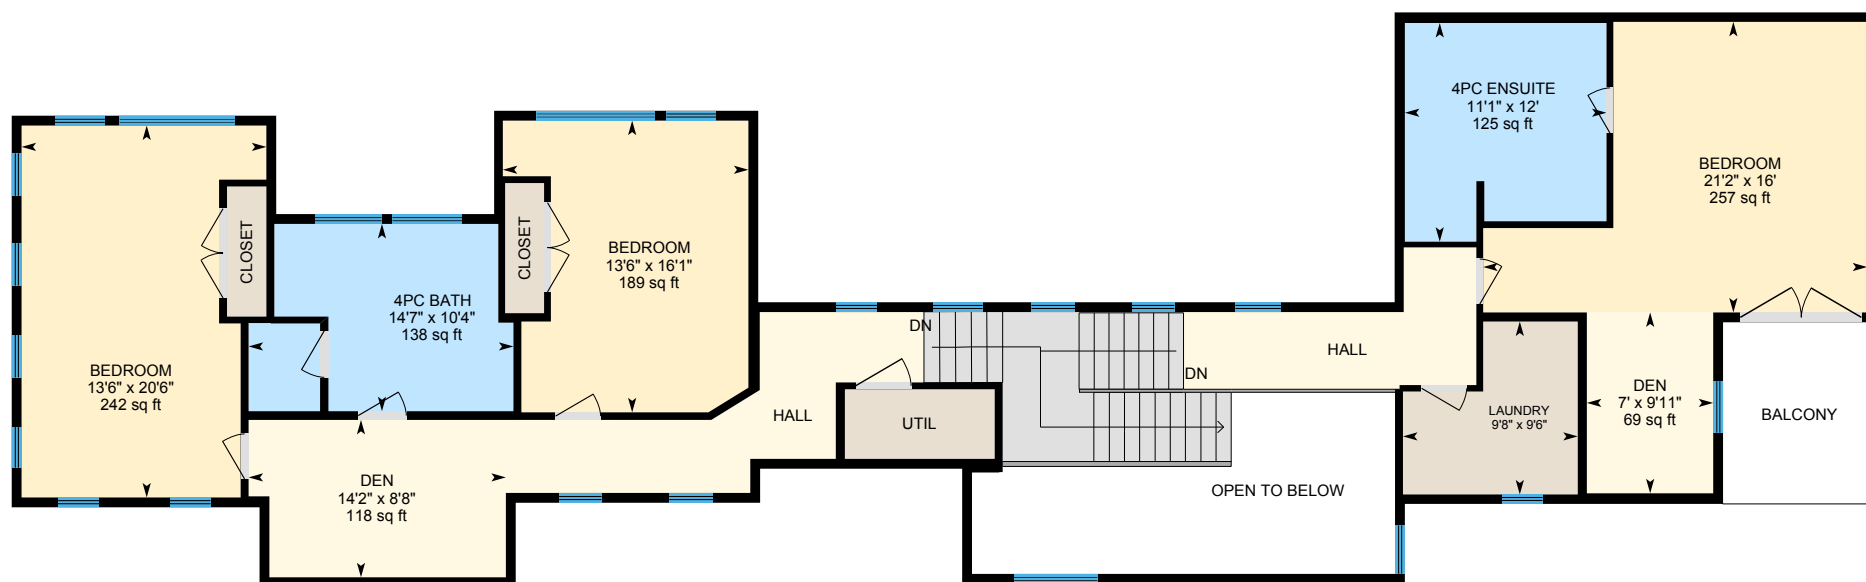 BEDROOM
13'6" x 20'6"
242 sq ft
CLOSET
4PC BATH
14'7" x 10'4"
138 sq ft
CLOSET
BEDROOM
13'6" x 16'1"
189 sq ft
DEN
14'2" x 8'8"
118 sq ft
HALL
UTIL
DN
DN
OPEN TO BELOW
HALL
4PC ENSUITE
11'1" x 12'
125 sq ft
BEDROOM
21'2" x 16'
257 sq ft
LAUNDRY
9'8" x 9'6"
DEN
7' x 9'11"
69 sq ft
BALCONY